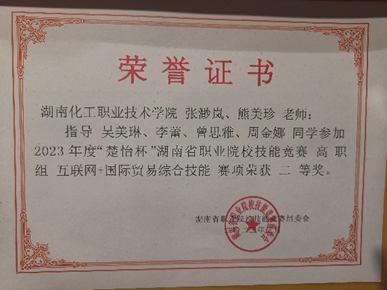 荣誉证书
湖南化工职业技术学院 张渺岚、熊美珍 老师:
指导 吴美琳、李蕾、曾思雅、周金娜 同学参加
2023年度“楚怡杯”湖南省职业院校技能竞赛 高职
组 互联网+国际贸易综合技能 赛项荣获 二 等奖。
湖南省职业院校技能竞赛组委会